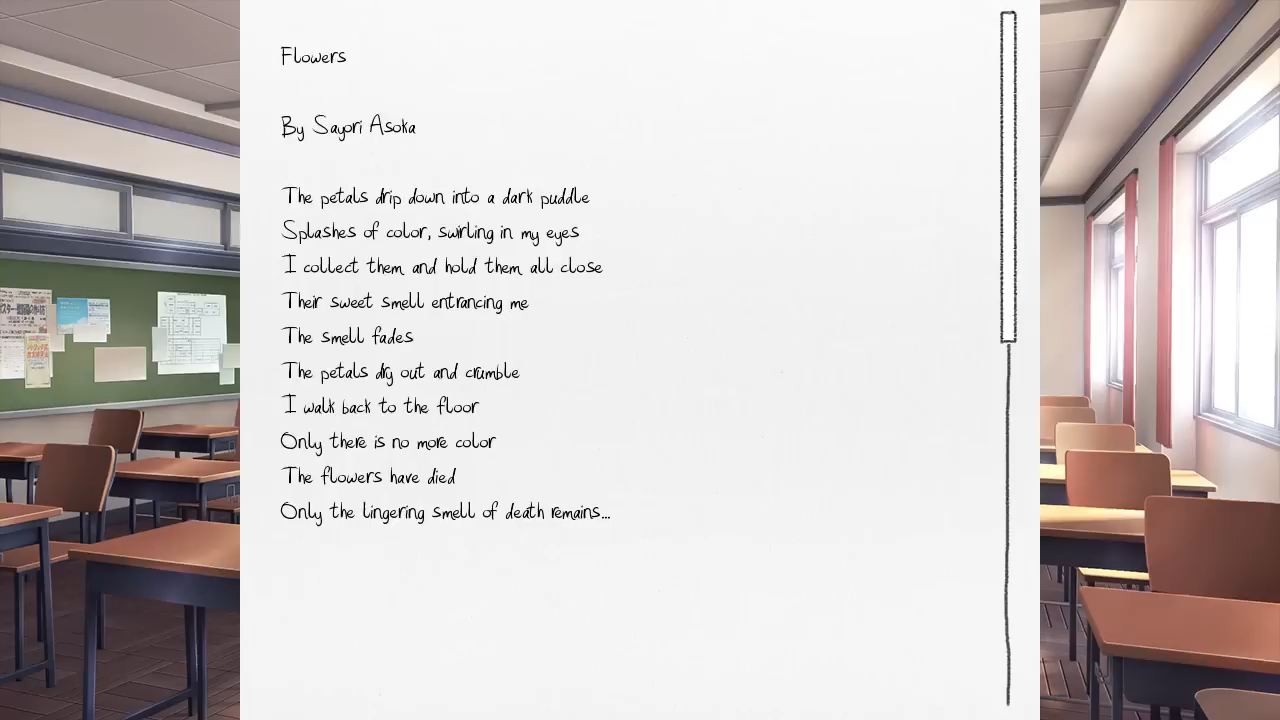 Flowers
By Sayori Asoka
The petals drip down into a dark puddle
Splashes of color, swirling in my eyes
I collect them and hold them all close
Their sweet smell entrancing me
The smell fades
The petals dry out and crumble
I walk back to the floor
Only there is no more color
The flowers have died
Only the lingering smell of death remains...